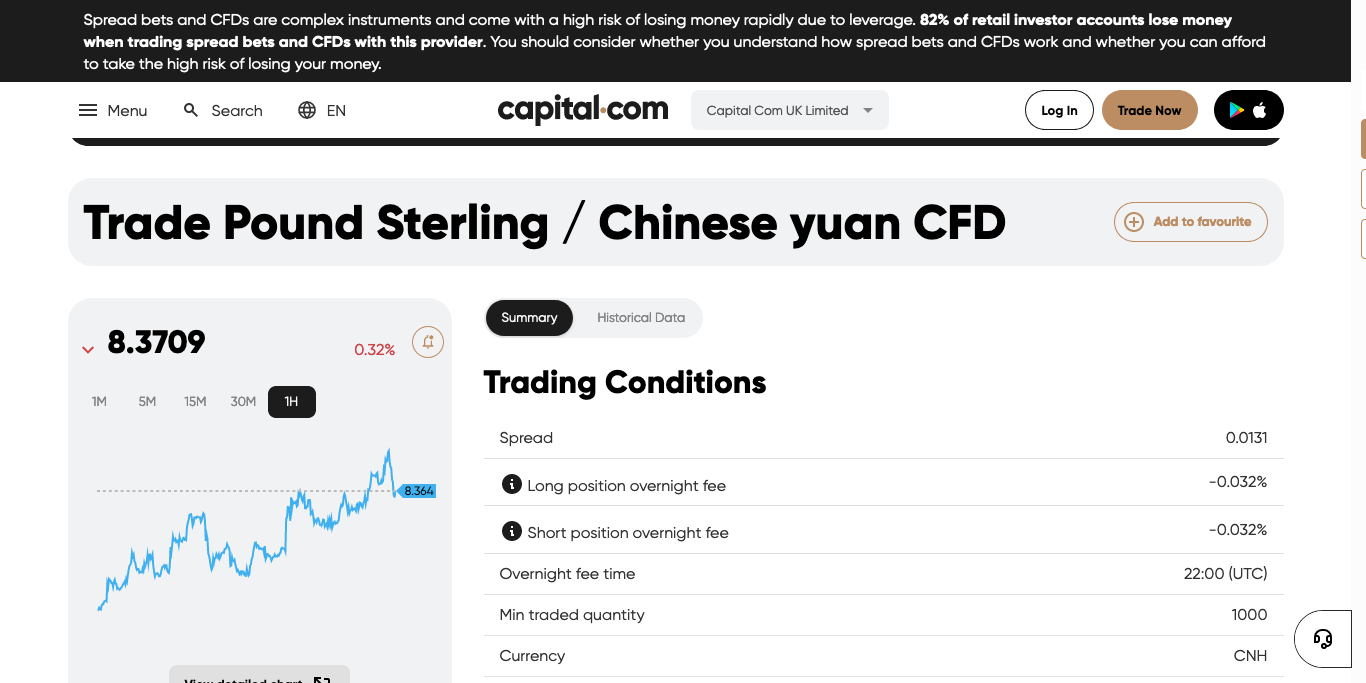 Spread bets and CFDs are complex instruments and come with a high risk of losing money rapidly due to leverage. 82% of retail investor accounts lose money
when trading spread bets and CFDs with this provider. You should consider whether you understand how spread bets and CFDs work and whether you can afford
to take the high risk of losing your money.
Menu
Search
EN
capital.com
Capital Com UK Limited
Log In
Trade Now
Trade Pound Sterling / Chinese yuan CFD
Add to favourite
8.3709
0.32%
1M
5M
15M
30M
1H
8.364
View detailed chart
Summary
Historical Data
Trading Conditions
Spread
0.0131
Long position overnight fee
-0.032%
Short position overnight fee
-0.032%
Overnight fee time
22:00 (UTC)
Min traded quantity
1000
Currency
CNH